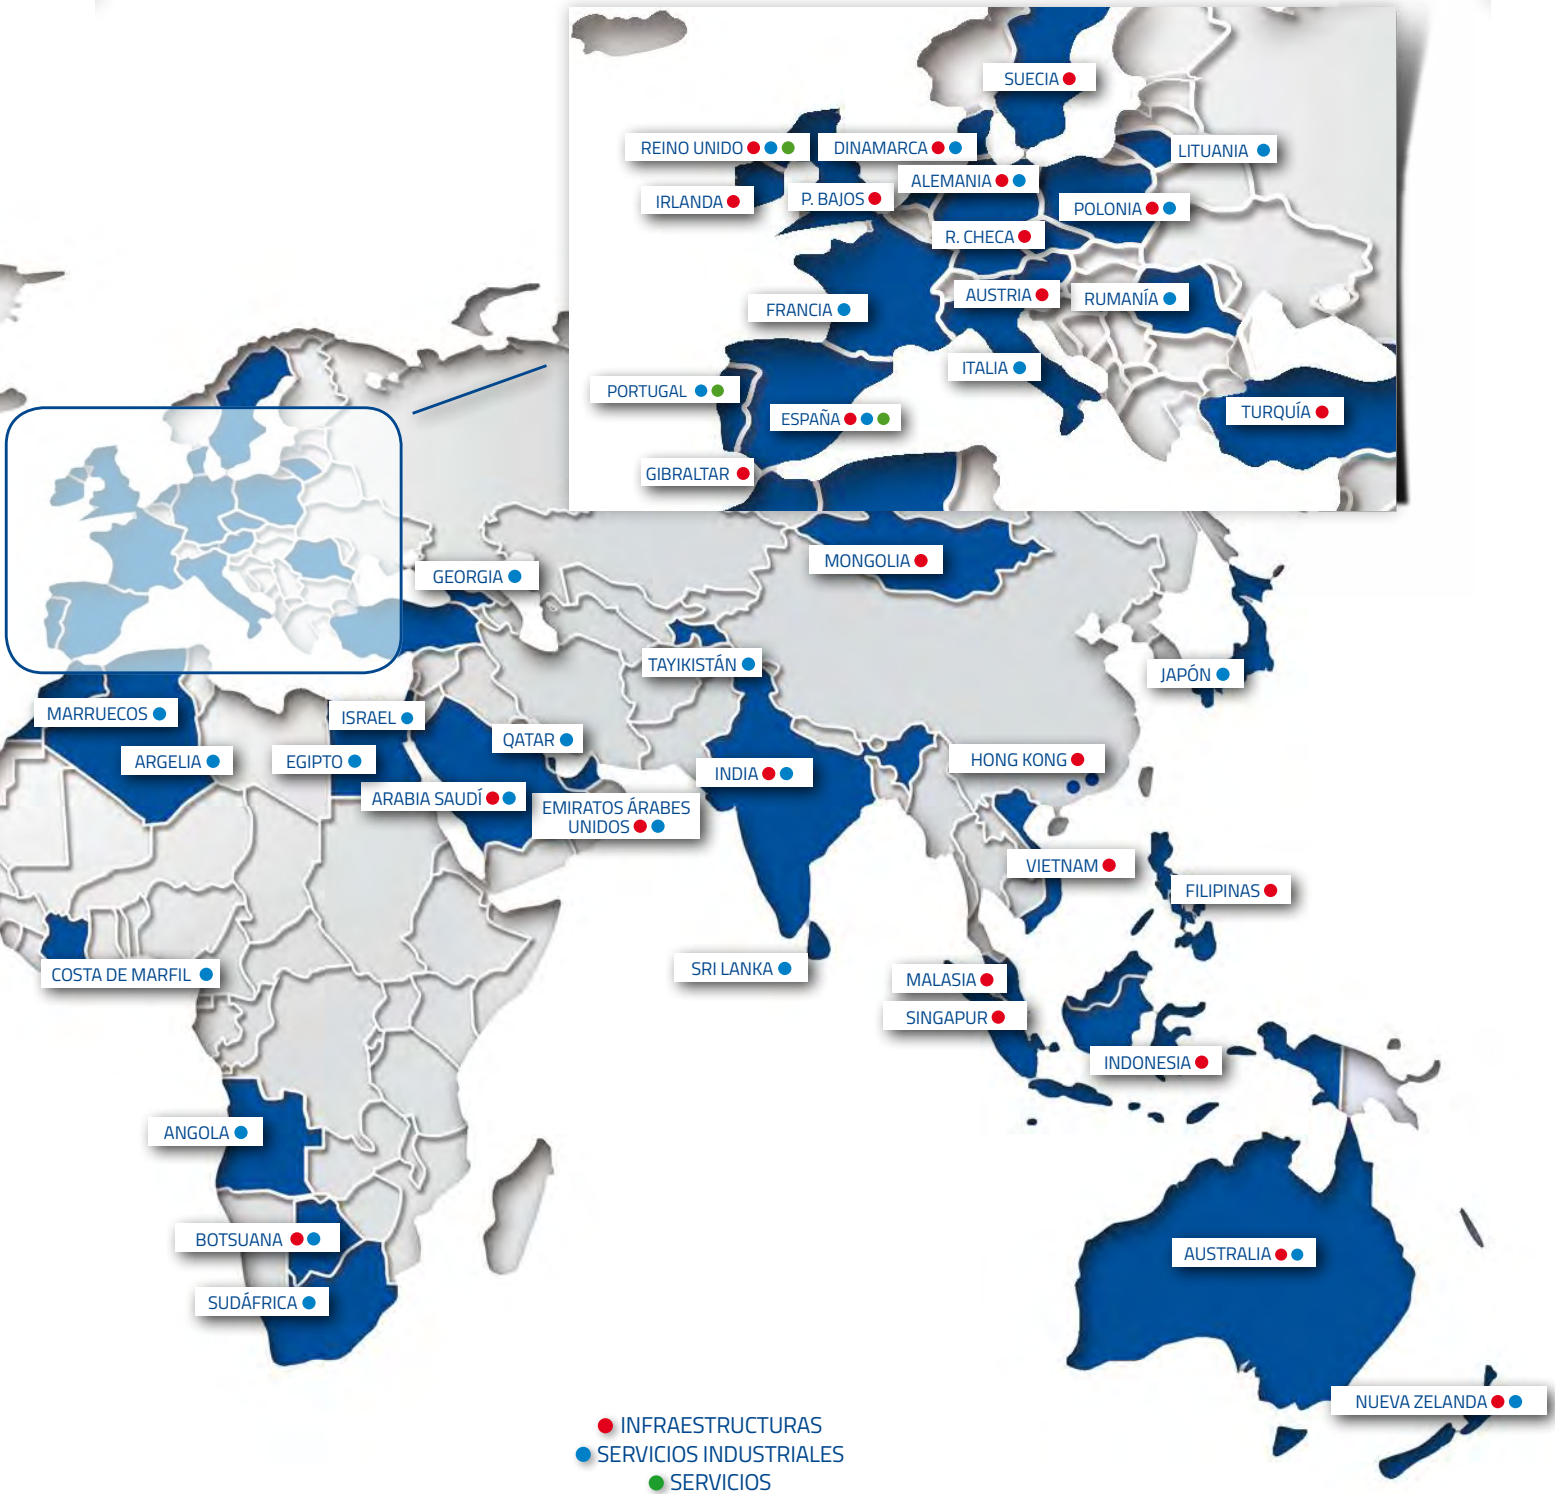 SUECIA
REINO UNIDO
DINAMARCA
LITUANIA
ALEMANIA
IRLANDA
P. BAJOS
POLONIA
R. CHECA
AUSTRIA
RUMANÍA
FRANCIA
ITALIA
PORTUGAL
ESPAÑA
TURQUÍA
GIBRALTAR
MONGOLIA
GEORGIA
TAYIKISTÁN
JAPÓN
MARRUECOS
ISRAEL
QATAR
ARGELIA
EGIPTO
HONG KONG
INDIA
ARABIA SAUDÍ
EMIRATOS ÁRABES
UNIDOS
VIETNAM
FILIPINAS
COSTA DE MARFIL
SRI LANKA
MALASIA
SINGAPUR
INDONESIA
ANGOLA
BOTSUANA
AUSTRALIA
SUDÁFRICA
NUEVA ZELANDA
INFRAESTRUCTURAS
SERVICIOS INDUSTRIALES
SERVICIOS